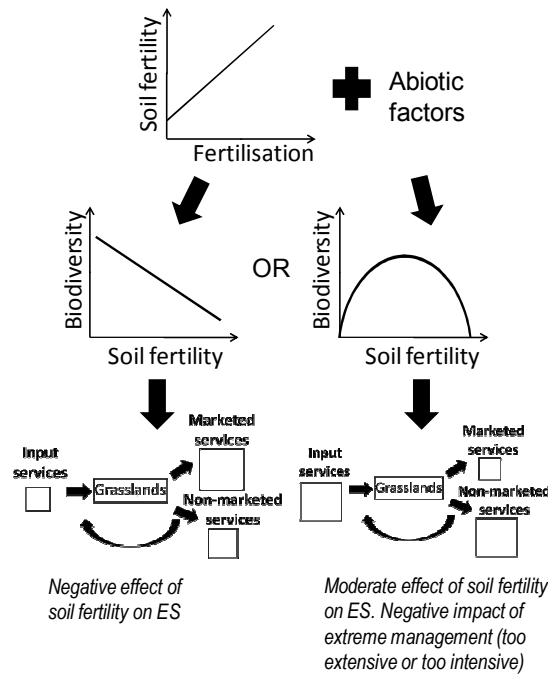 Soil fertility
Fertilisation
Abiotic
factors
Biodiversity
Soil fertility
OR
Biodiversity
Soil fertility
Input
services
Grasslands
Marketed
services
Non-marketed
services
Input
services
Grasslands
Marketed
services
Non-marketed
services
Negative effect of
soil fertility on ES
Moderate effect of soil fertility
on ES. Negative impact of
extreme management (too
extensive or too intensive)